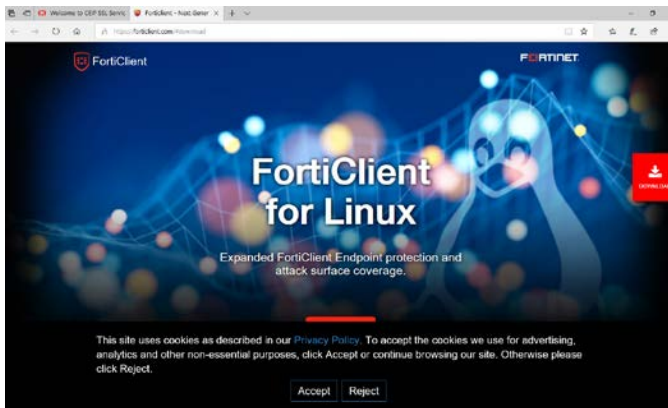 Welcome to CEIP SSL Servic
FortiClient - Next Gener
https://forticlient.com/#download
FortiClient
FORTINET
FortiClient
for Linux
Expanded FortiClient Endpoint protection and
attack surface coverage.
DOWNLOAD
This site uses cookies as described in our Privacy Policy. To accept the cookies we use for advertising,
analytics and other non-essential purposes, click Accept or continue browsing our site. Otherwise please
click Reject.
Accept Reject